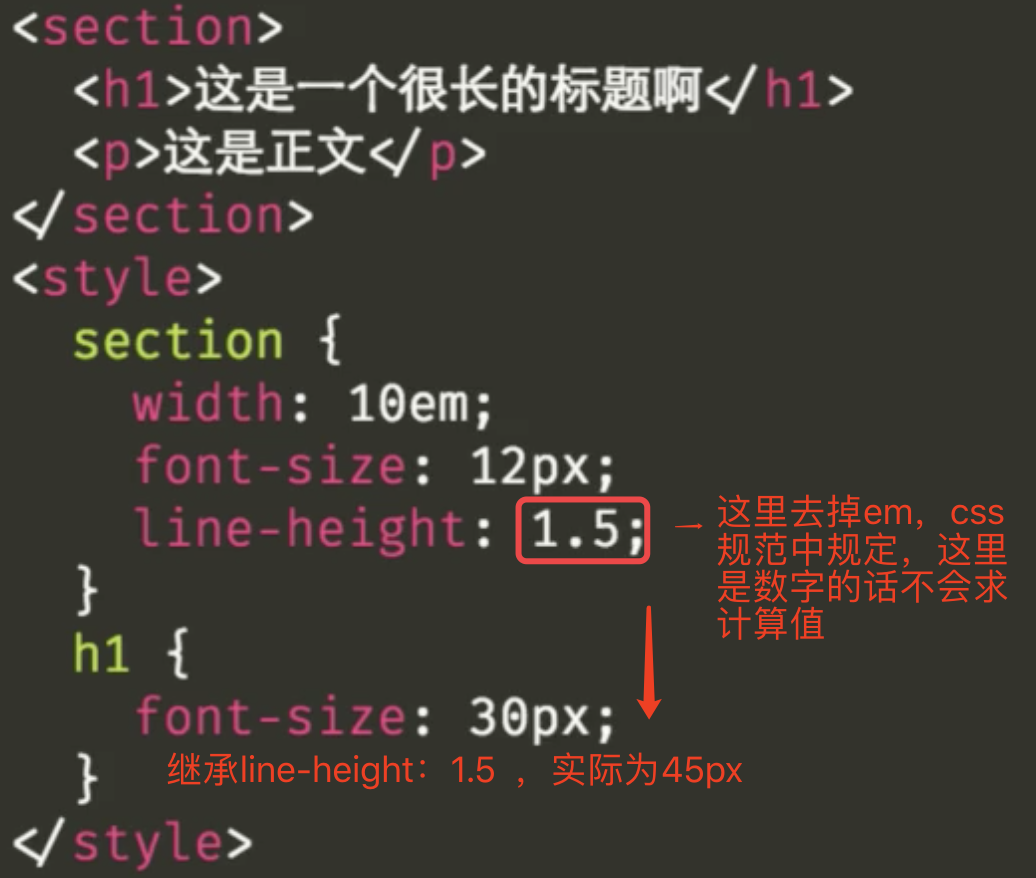 <section>
  <h1>这是一个很长的标题啊</h1>
  <p>这是正文</p>
</section>
<style>
  section {
    width: 10em;
    font-size: 12px;
    line-height: 1.5;
→ 这里去掉em，css
规范中规定，这里
是数字的话不会求
计算值
  }
  h1 {
    font-size: 30px;
继承line-height：1.5 ，实际为45px
  }
</style>